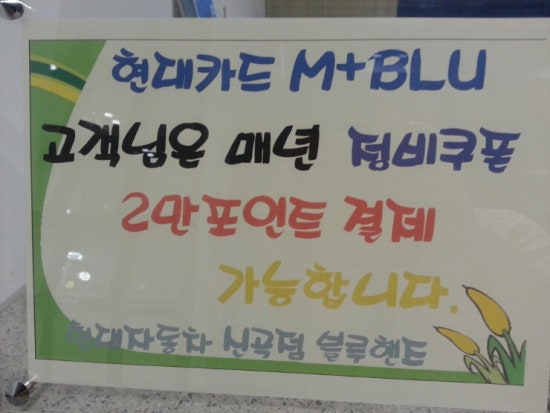 현대카드 M+BLU
고객님은 매년 정비쿠폰
2만포인트 결제
가능합니다.
현대자동차 신곡점 블루핸즈